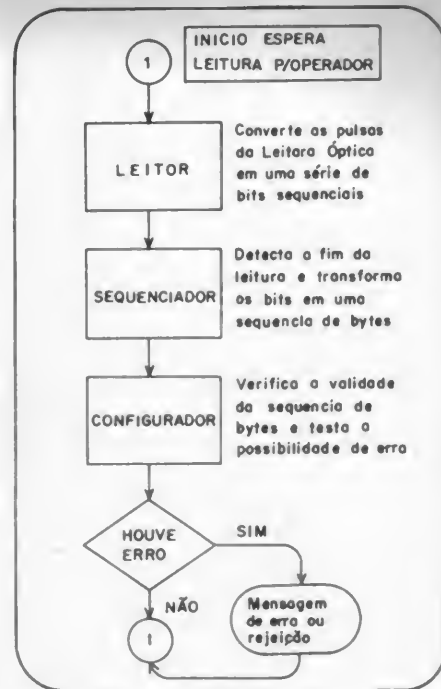 1
INICIO ESPERA
LEITURA P/OPERADOR
LEITOR
Converte os pulsos
da Leitora Óptica
em uma série de
bits sequenciais
SEQUENCIADOR
Detecta o fim da
leitura e transforma
os bits em uma
sequencia de bytes
CONFIGURADOR
Verifica a validade
da sequencia de
bytes e testa a
possibilidade de erro
HOUVE
ERRO
SIM
NÃO
1
Mensagem
de erro ou
rejeição